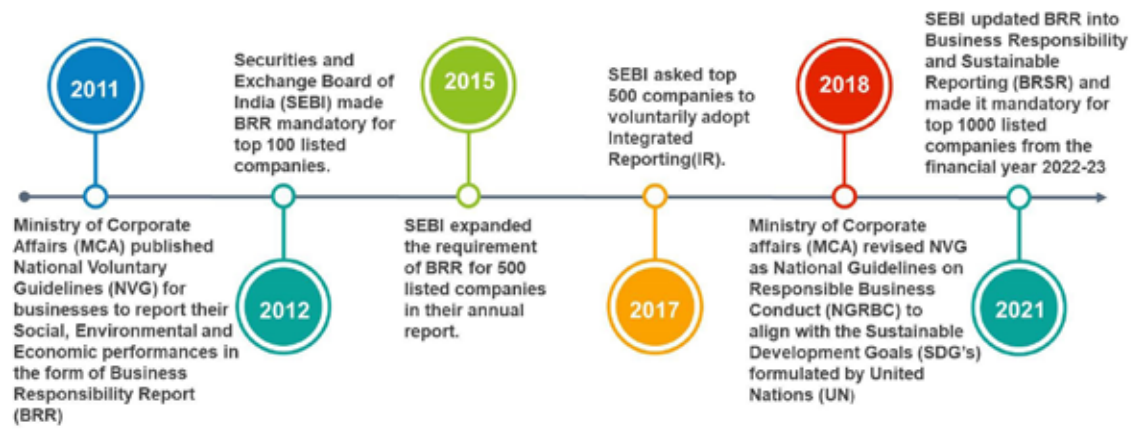 2011
Ministry of Corporate
Affairs (MCA) published
National Voluntary
Guidelines (NVG) for
businesses to report their
Social, Environmental and
Economic performances in
the form of Business
Responsibility Report
(BRR)
Securities and
Exchange Board of
India (SEBI) made
BRR mandatory for
top 100 listed
companies.
2012
2015
SEBI expanded
the requirement
of BRR for 500
listed companies
in their annual
report.
SEBI asked top
500 companies to
voluntarily adopt
Integrated
Reporting(IR).
2017
2018
Ministry of Corporate
affairs (MCA) revised NVG
as National Guidelines on
Responsible Business
Conduct (NGRBC) to
align with the Sustainable
Development Goals (SDG's)
formulated by United
Nations (UN)
SEBI updated BRR into
Business Responsibility
and Sustainable
Reporting (BRSR) and
made it mandatory for
top 1000 listed
companies from the
financial year 2022-23
2021